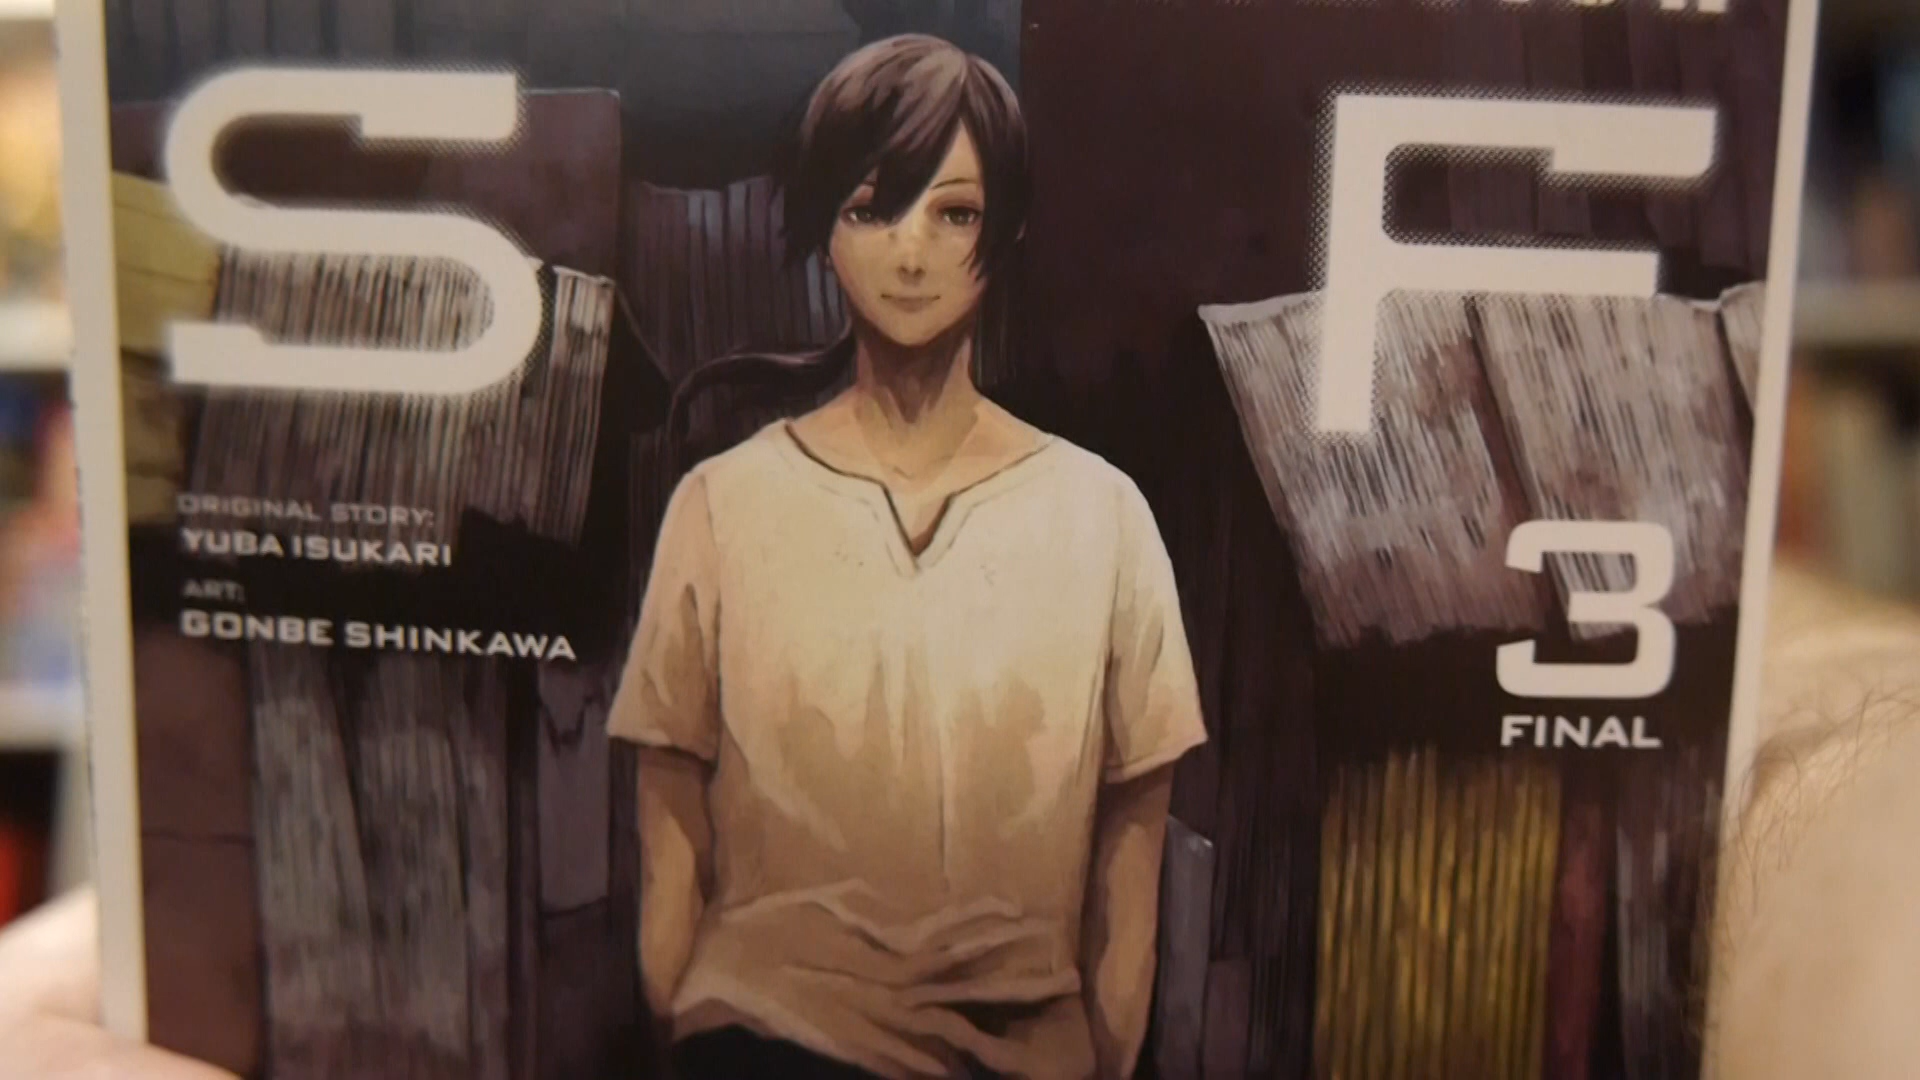 S F
ORIGINAL STORY:
YUBA ISUKARI
ART:
GONBE SHINKAWA
3
FINAL